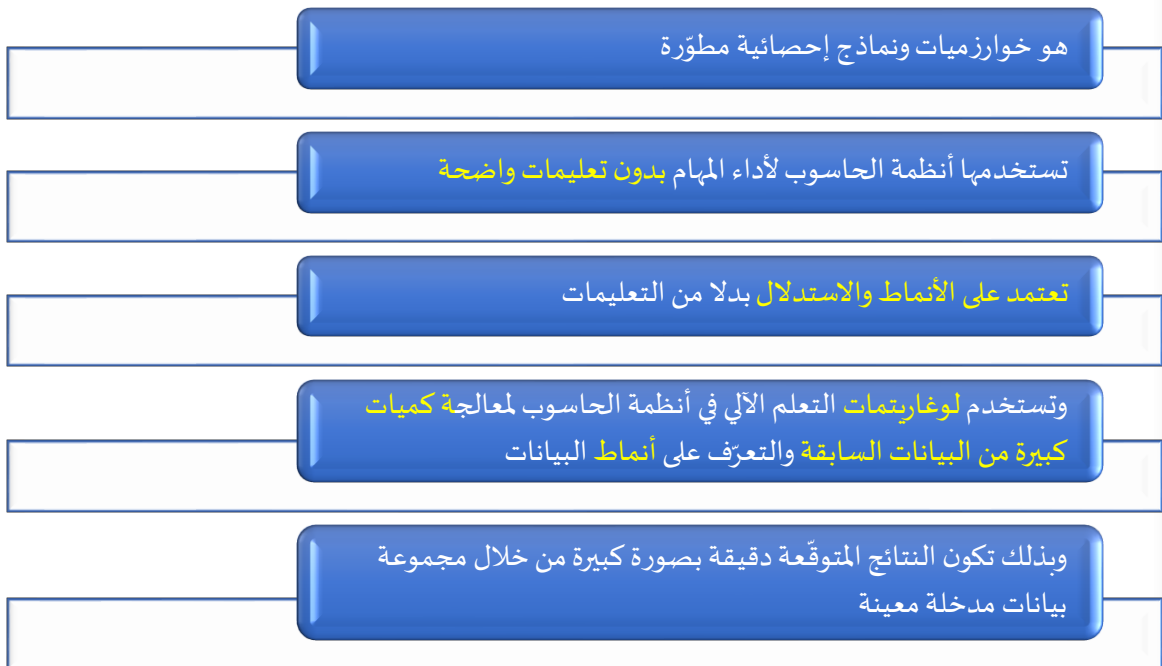 هو خوارزميات ونماذج إحصائية مطوّرة
تستخدمها أنظمة الحاسوب لأداء المهام بدون تعليمات واضحة
تعتمد على الأنماط والاستدلال بدلا من التعليمات
وتستخدم لوغاريتمات التعلم الآلي في أنظمة الحاسوب لمعالجة كميات
كبيرة من البيانات السابقة والتعرّف على أنماط البيانات
وبذلك تكون النتائج المتوقّعة دقيقة بصورة كبيرة من خلال مجموعة
بيانات مدخلة معينة